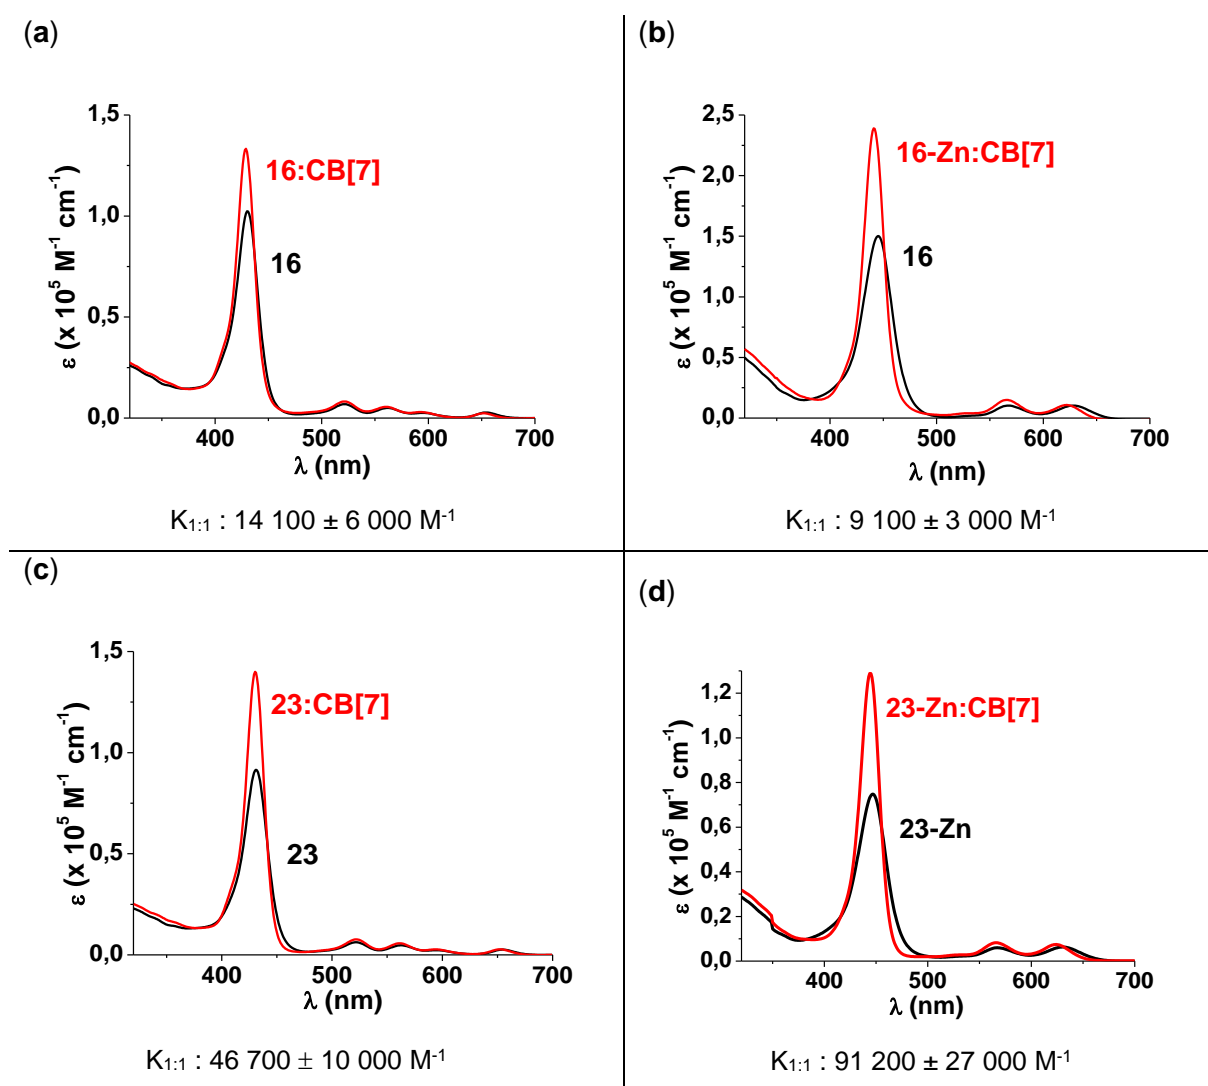 (a)
1,5
1,0
0,5
0,0
ε (x 10⁵ M⁻¹ cm⁻¹)
16:CB[7]
16
400 500 600 700
λ (nm)
K₁:₁ : 14 100 ± 6 000 M⁻¹
(b)
2,5
2,0
1,5
1,0
0,5
0,0
ε (x 10⁵ M⁻¹ cm⁻¹)
16-Zn:CB[7]
16
400 500 600 700
λ (nm)
K₁:₁ : 9 100 ± 3 000 M⁻¹
(c)
1,5
1,0
0,5
0,0
ε (x 10⁵ M⁻¹ cm⁻¹)
23:CB[7]
23
400 500 600 700
λ (nm)
K₁:₁ : 46 700 ± 10 000 M⁻¹
(d)
1,2
1,0
0,8
0,6
0,4
0,2
0,0
ε (x 10⁵ M⁻¹ cm⁻¹)
23-Zn:CB[7]
23-Zn
400 500 600 700
λ (nm)
K₁:₁ : 91 200 ± 27 000 M⁻¹